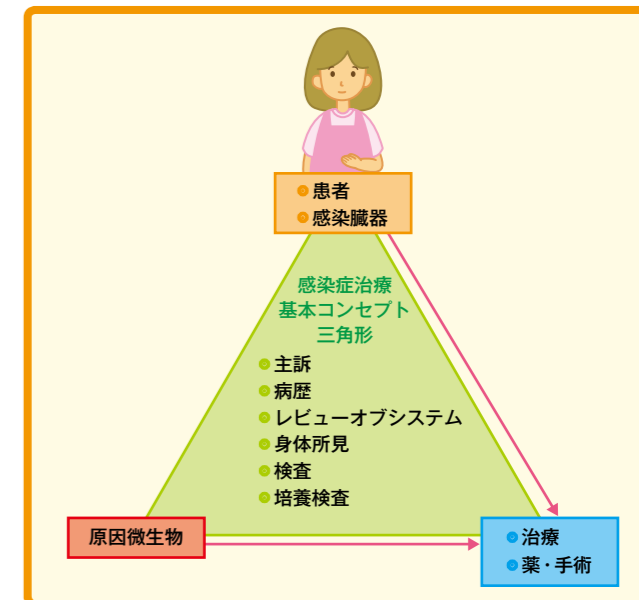 患者
感染臓器
感染症治療
基本コンセプト
三角形
主訴
病歴
レビューオブシステム
身体所見
検査
培養検査
原因微生物
治療
薬・手術